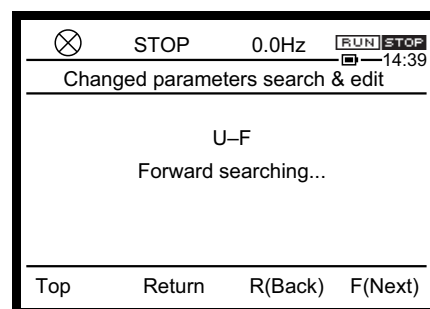 STOP 0.0Hz RUN STOP
14:39
Changed parameters search & edit
U–F
Forward searching...
Top Return R(Back) F(Next)